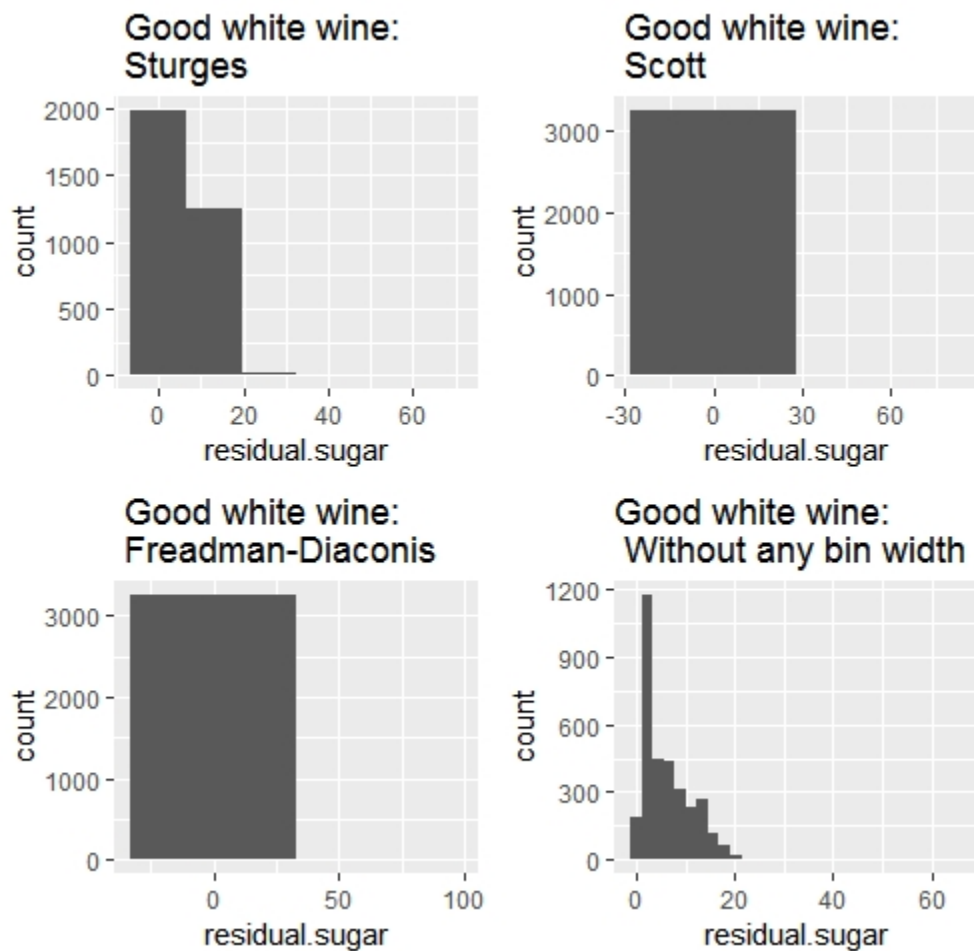 Good white wine:
Sturges
2000
1500
1000
500
0
count
0 20 40 60
residual.sugar
Good white wine:
Scott
3000
2000
1000
0
count
-30 0 30 60
residual.sugar
Good white wine:
Freadman-Diaconis
3000
2000
1000
0
count
0 50 100
residual.sugar
Good white wine:
Without any bin width
1200
900
600
300
0
count
0 20 40 60
residual.sugar